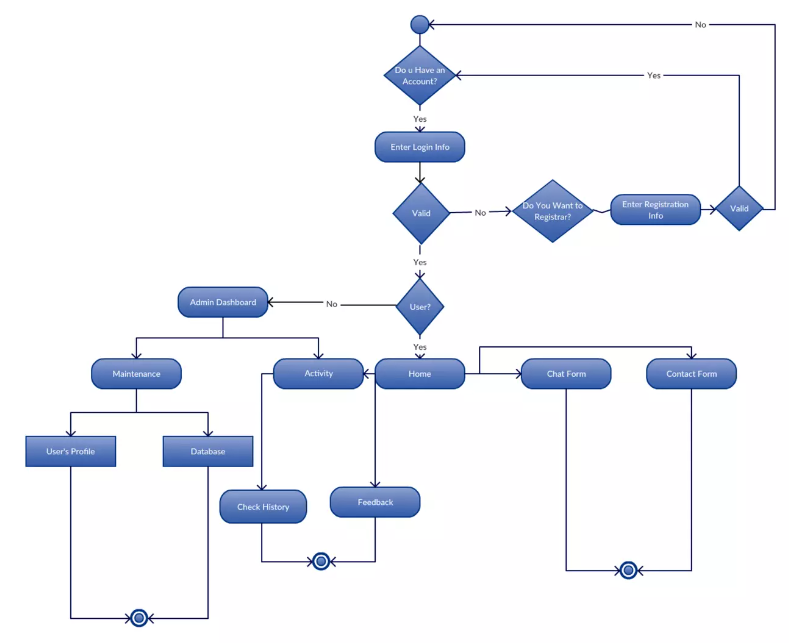 No
Do u Have an
Account?
Yes
Yes
Enter Login Info
Valid
No
Do You Want to
Registrar?
Enter Registration
Info
Valid
Yes
Admin Dashboard
No
User?
Yes
Maintenance
Activity
Home
Chat Form
Contact Form
User's Profile
Database
Check History
Feedback